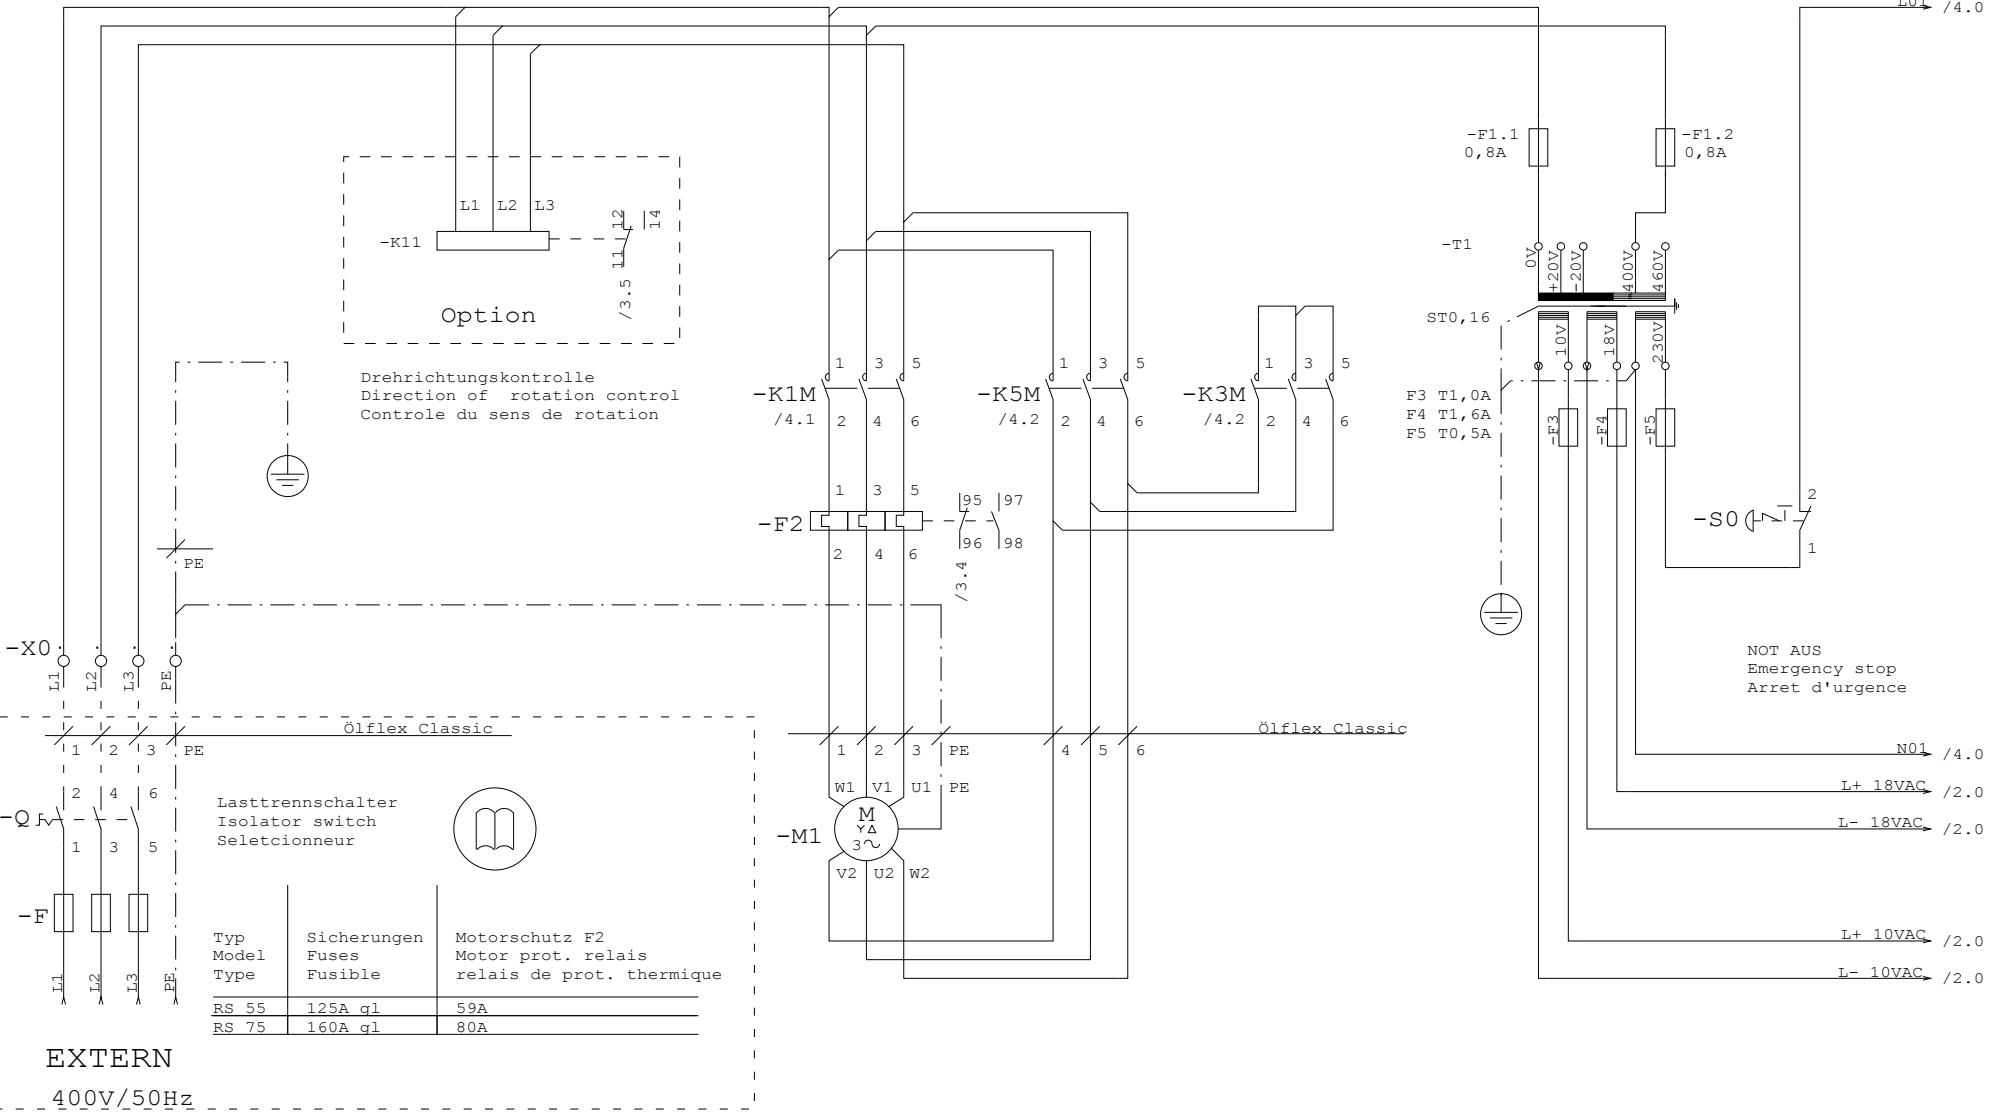 L01 /4.0
-F1.1
0,8A
-F1.2
0,8A
L1 L2 L3
12 14
11
/3.5
-K11
Option
-T1
0V +20V -20V 400V 460V
ST0,16
10V 18V 230V
Drehrichtungskontrolle
Direction of rotation control
Controle du sens de rotation
1 3 5
-K1M
/4.1 2 4 6
1 3 5
-K5M
/4.2 2 4 6
1 3 5
-K3M
/4.2 2 4 6
F3 T1,0A
F4 T1,6A
F5 T0,5A
-F3 -F4 -F5
1 3 5
-F2
2 4 6
95 97
96 98
/3.4
2
-S0
1
PE
-X0
L1 L2 L3 PE
NOT AUS
Emergency stop
Arret d'urgence
Ölflex Classic
1 2 3 PE
Ölflex Classic
1 2 3 PE 4 5 6
N01 /4.0
L+ 18VAC /2.0
L- 18VAC /2.0
L+ 10VAC /2.0
L- 10VAC /2.0
2 4 6
-Q
1 3 5
Lasttrennschalter
Isolator switch
Seletcionneur
W1 V1 U1 PE
M
Y
3
-M1
V2 U2 W2
-F
L1 L2 L3 PE
Typ Sicherungen Motorschutz F2
Model Fuses Motor prot. relais
Type Fusible relais de prot. thermique
RS 55 125A gl 59A
RS 75 160A gl 80A
EXTERN
400V/50Hz